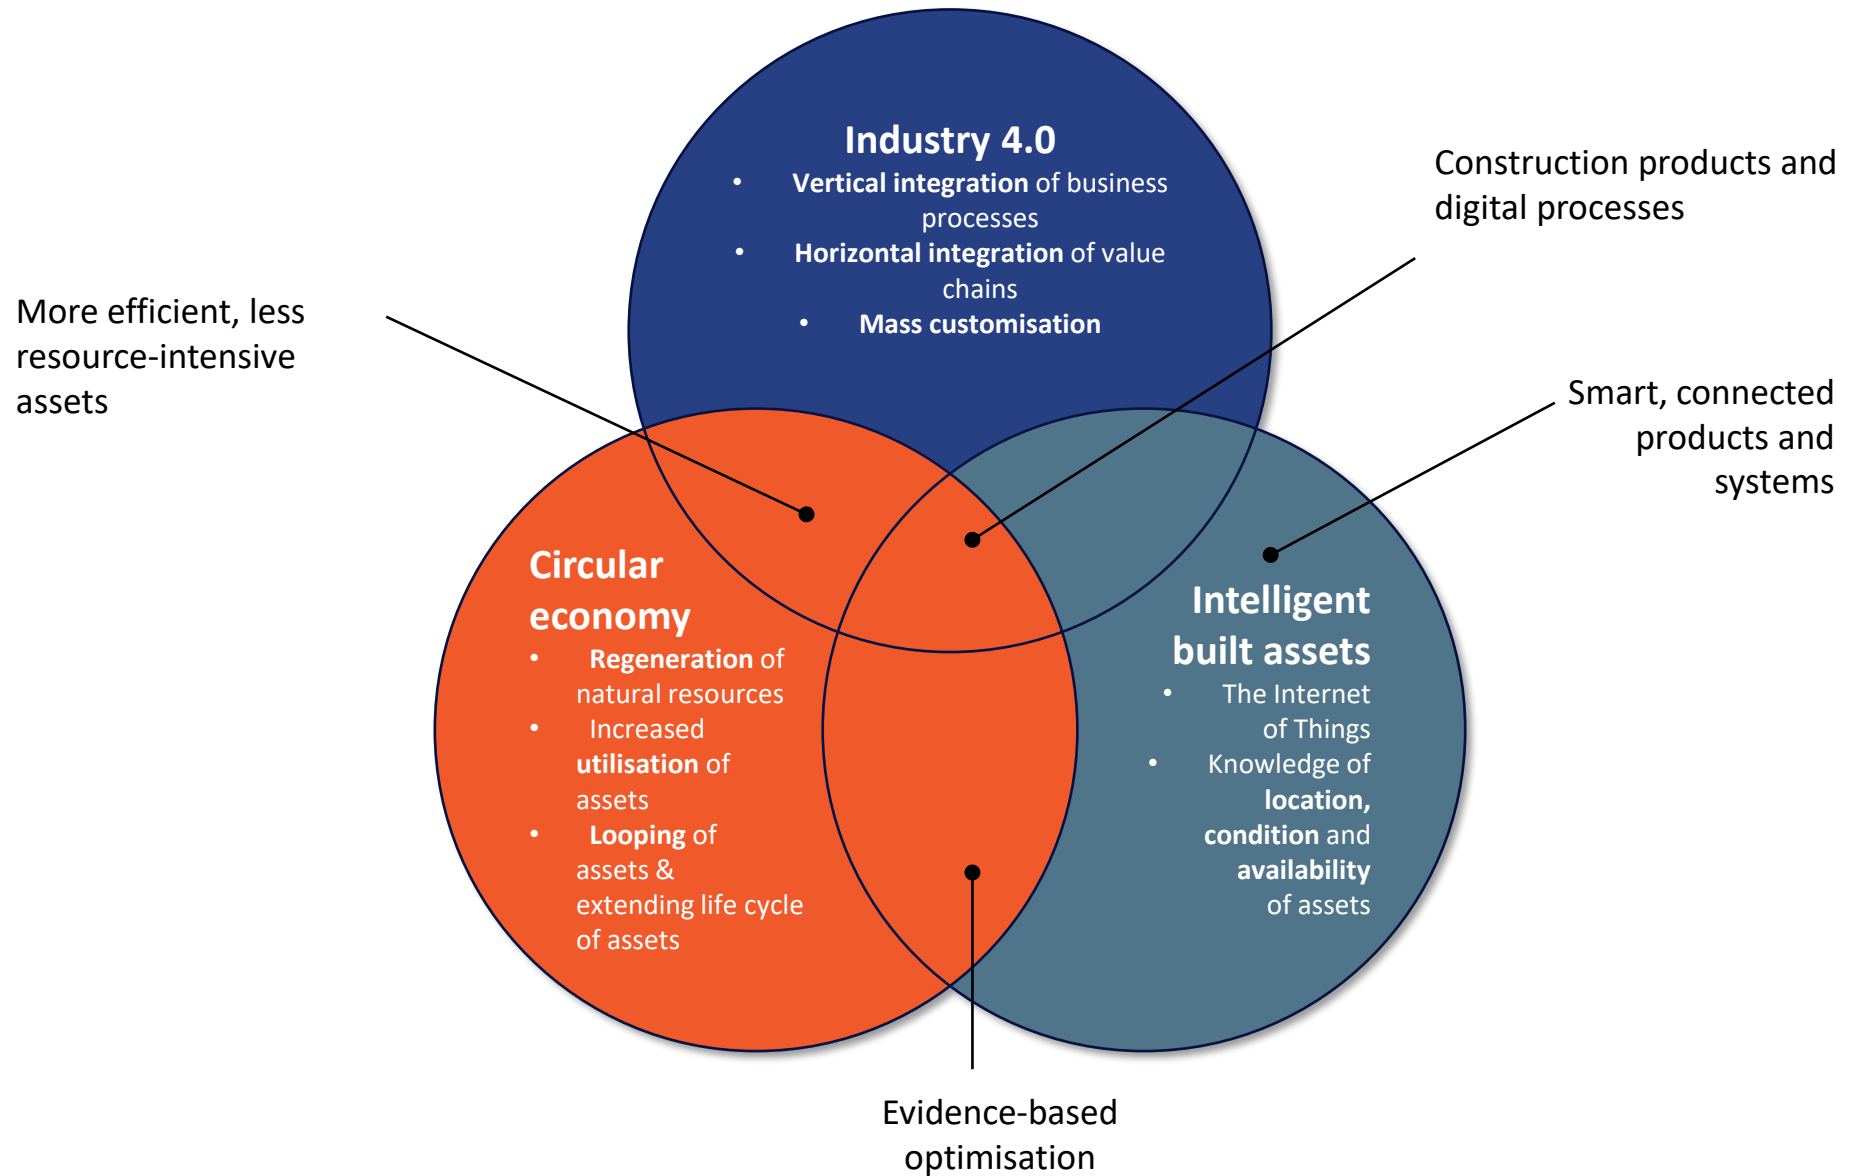 Industry 4.0
• Vertical integration of business
processes
• Horizontal integration of value
chains
• Mass customisation
Construction products and
digital processes
More efficient, less
resource-intensive
assets
Smart, connected
products and
systems
Circular
economy
• Regeneration of
natural resources
• Increased
utilisation of
assets
• Looping of
assets &
extending life cycle
of assets
Intelligent
built assets
• The Internet
of Things
• Knowledge of
location,
condition and
availability
of assets
Evidence-based
optimisation